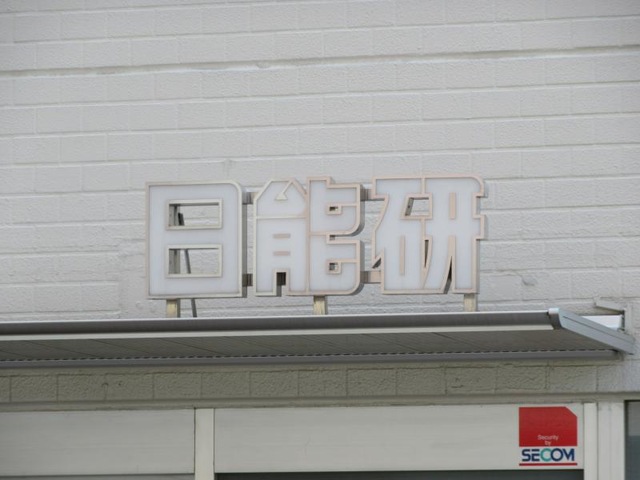 日能研
Security
by
SECOM